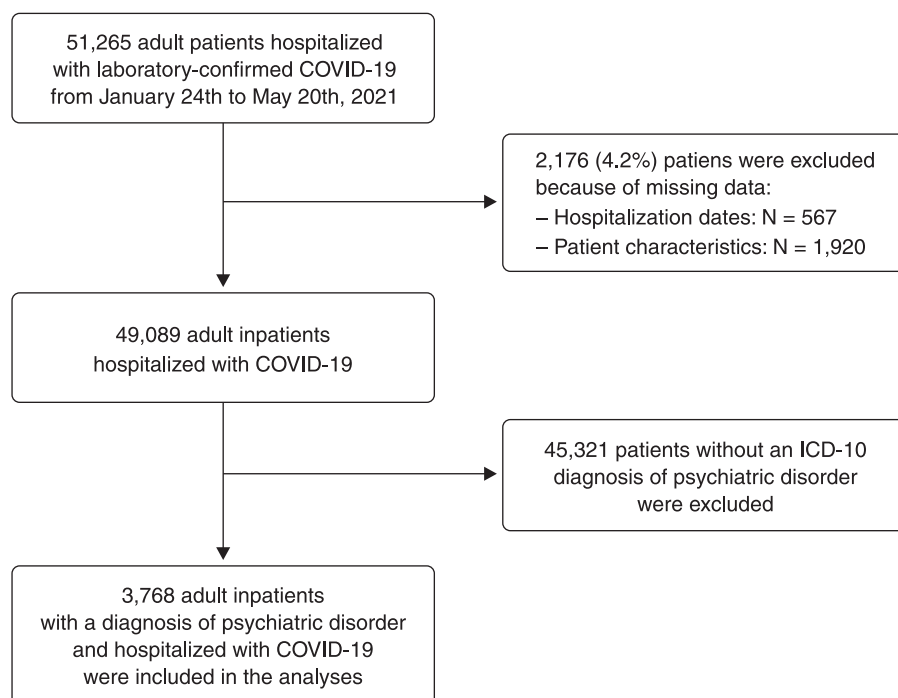 51,265 adult patients hospitalized
with laboratory-confirmed COVID-19
from January 24th to May 20th, 2021
2,176 (4.2%) patiens were excluded
because of missing data:
– Hospitalization dates: N = 567
– Patient characteristics: N = 1,920
49,089 adult inpatients
hospitalized with COVID-19
45,321 patients without an ICD-10
diagnosis of psychiatric disorder
were excluded
3,768 adult inpatients
with a diagnosis of psychiatric disorder
and hospitalized with COVID-19
were included in the analyses